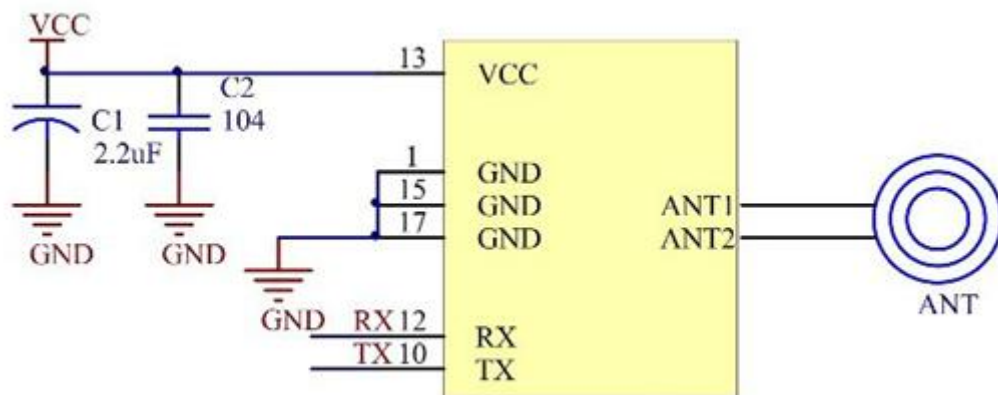 VCC
13
VCC
C2
104
C1
2.2uF
GND
GND
1
GND
15
GND
17
GND
GND
RX 12
RX
TX 10
TX
ANT1
ANT2
ANT